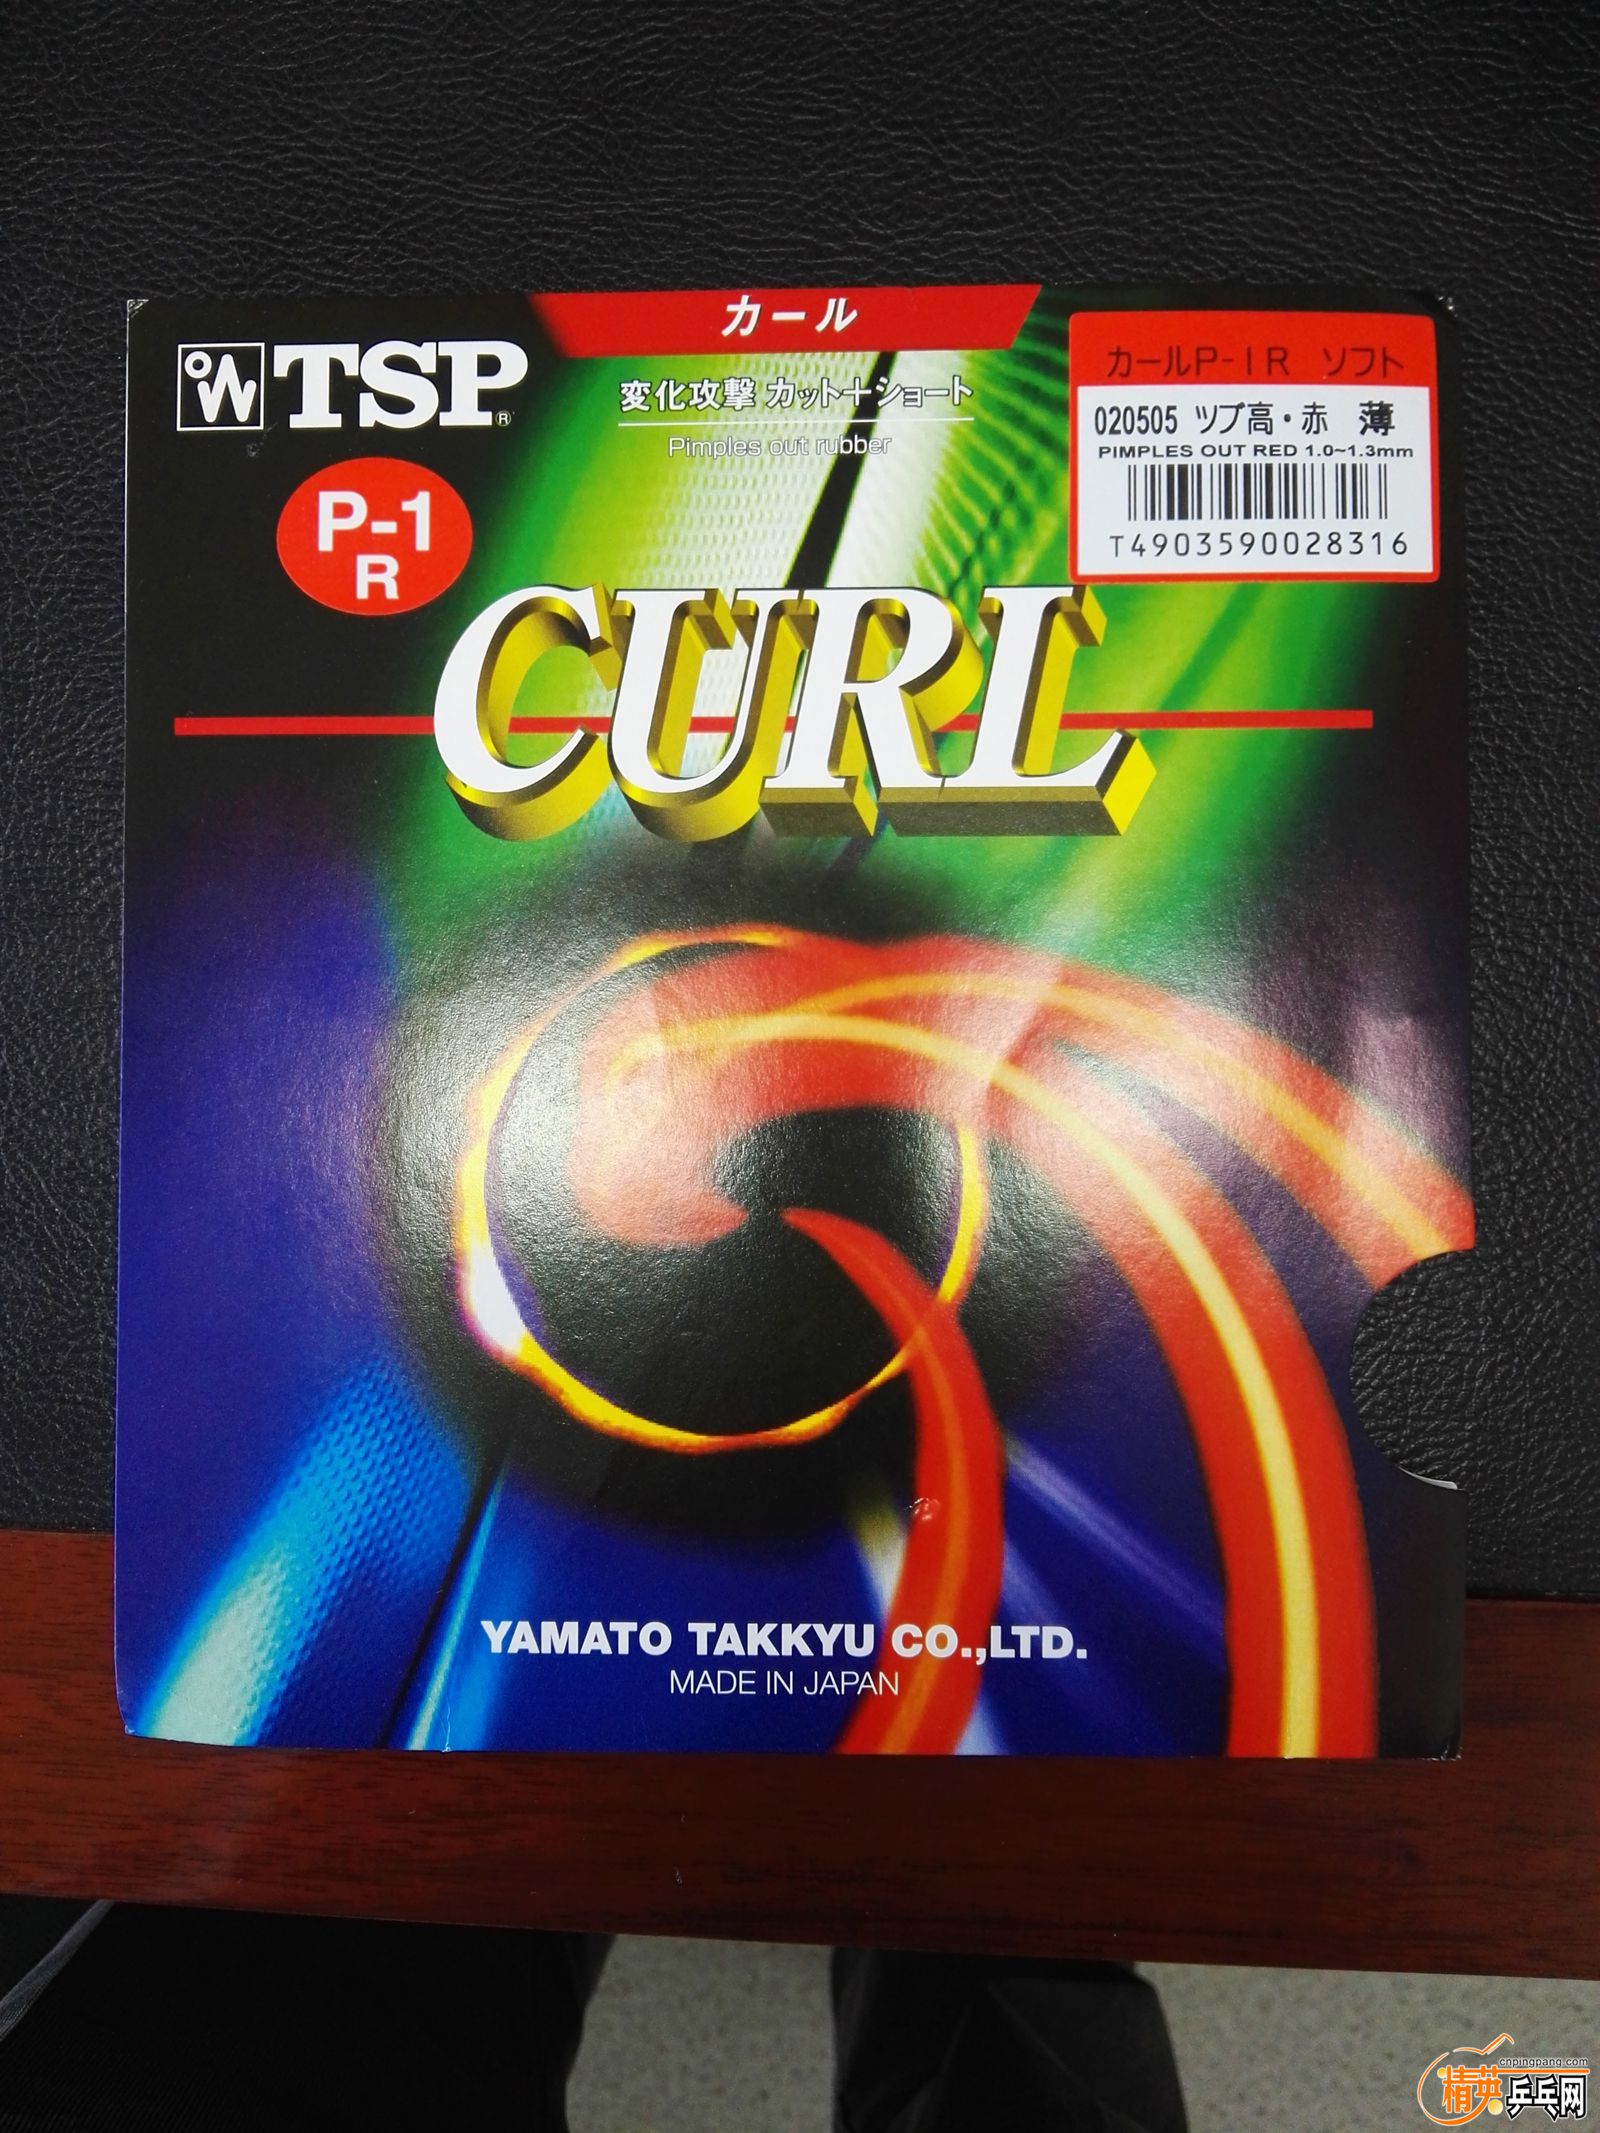 カール
TSP®
変化攻撃 カット+ショート
Pimples out rubber
P-1
R
カールP-1R ソフト
020505 ツブ高・赤 薄
PIMPLES OUT RED 1.0~1.3mm
T4903590028316
CURL
YAMATO TAKKYU CO.,LTD.
MADE IN JAPAN
cnpingpang.com
精英乒乓网